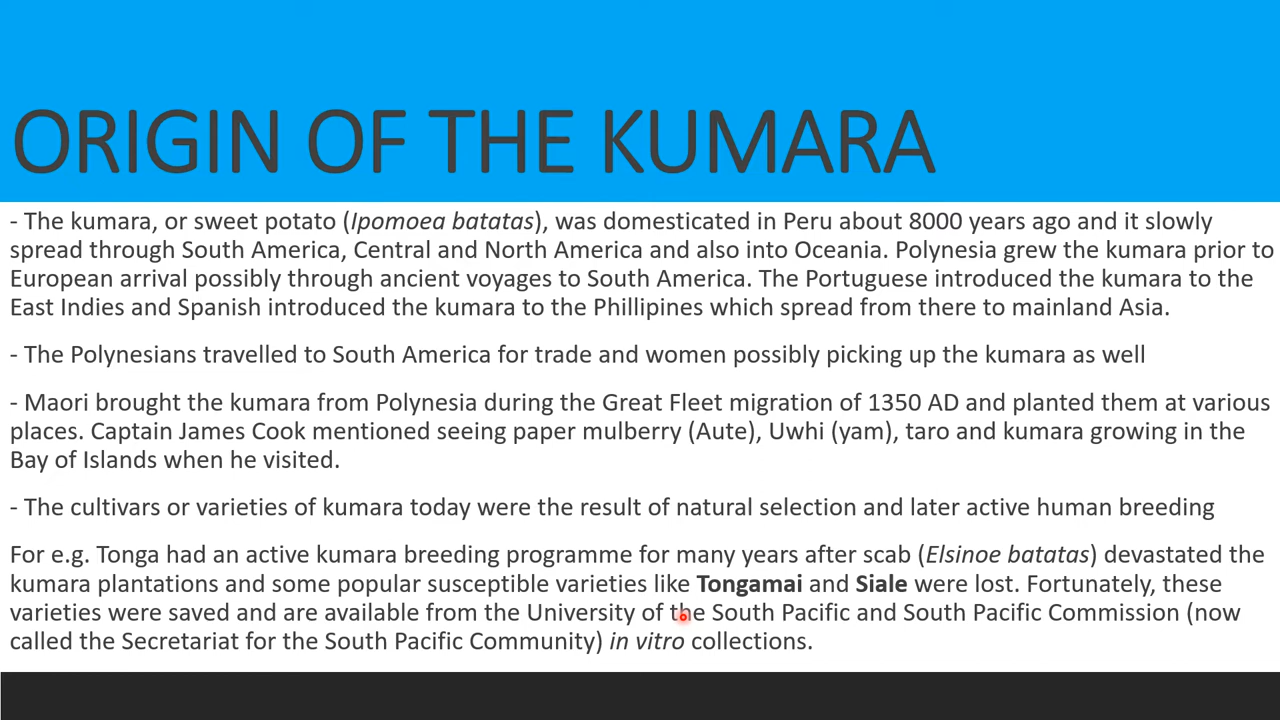 ORIGIN OF THE KUMARA
- The kumara, or sweet potato (Ipomoea batatas), was domesticated in Peru about 8000 years ago and it slowly
spread through South America, Central and North America and also into Oceania. Polynesia grew the kumara prior to
European arrival possibly through ancient voyages to South America. The Portuguese introduced the kumara to the
East Indies and Spanish introduced the kumara to the Phillipines which spread from there to mainland Asia.
- The Polynesians travelled to South America for trade and women possibly picking up the kumara as well
- Maori brought the kumara from Polynesia during the Great Fleet migration of 1350 AD and planted them at various
places. Captain James Cook mentioned seeing paper mulberry (Aute), Uwhi (yam), taro and kumara growing in the
Bay of Islands when he visited.
- The cultivars or varieties of kumara today were the result of natural selection and later active human breeding
For e.g. Tonga had an active kumara breeding programme for many years after scab (Elsinoe batatas) devastated the
kumara plantations and some popular susceptible varieties like Tongamai and Siale were lost. Fortunately, these
varieties were saved and are available from the University of the South Pacific and South Pacific Commission (now
called the Secretariat for the South Pacific Community) in vitro collections.